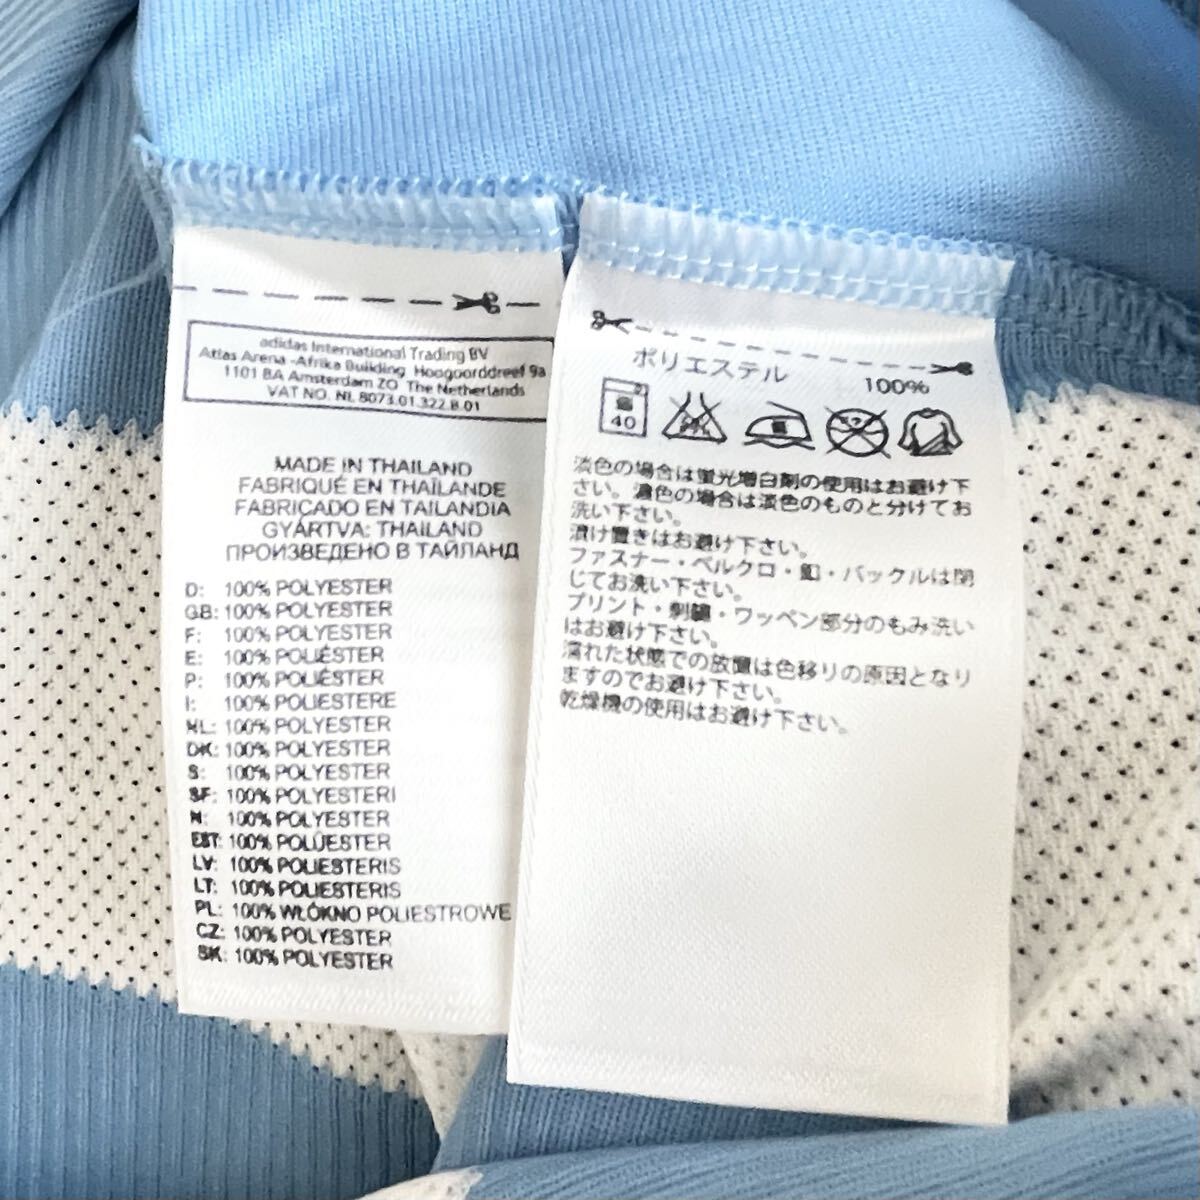 adidas International Trading BV
Atlas Arena -Afrika Building Hoogoorddreef 9a
1101 BA Amsterdam ZO The Netherlands
VAT NO. NL 8073.01.322.B.01
MADE IN THAILAND
FABRIQUÉ EN THAÏLANDE
FABRICADO EN TAILANDIA
GYÁRTVA: THAILAND
ПРОИЗВЕДЕНО В ТАЙЛАНД
D: 100% POLYESTER
GB: 100% POLYESTER
F: 100% POLYESTER
E: 100% POLIÉSTER
P: 100% POLIÉSTER
I: 100% POLIESTERE
NL: 100% POLYESTER
DK: 100% POLYESTER
S: 100% POLYESTER
SF: 100% POLYESTERI
N: 100% POLYESTER
EST: 100% POLÜESTER
LV: 100% POLIESTERIS
LT: 100% POLIESTERIS
PL: 100% WŁÓKNO POLIESTROWE
CZ: 100% POLYESTER
SK: 100% POLYESTER
ポリエステル 100%
40
淡色の場合は蛍光増白剤の使用はお避け下
さい。濃色の場合は淡色のものと分けてお
洗い下さい。
漬け置きはお避け下さい。
ファスナー・ベルクロ・釦・バックルは閉
じてお洗い下さい。
プリント・刺繍・ワッペン部分のもみ洗い
はお避け下さい。
濡れた状態での放置は色移りの原因となり
ますのでお避け下さい。
乾燥機の使用はお避け下さい。